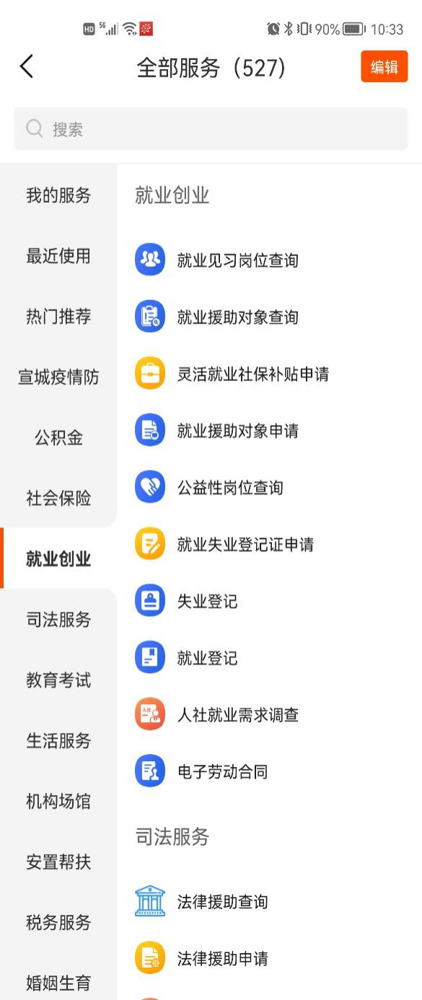 HD 5G 90% 10:33
全部服务（527）
编辑
搜索
我的服务
最近使用
热门推荐
宣城疫情防
公积金
社会保险
就业创业
司法服务
教育考试
生活服务
机构场馆
安置帮扶
税务服务
婚姻生育
就业创业
就业见习岗位查询
就业援助对象查询
灵活就业社保补贴申请
就业援助对象申请
公益性岗位查询
就业失业登记证申请
失业登记
就业登记
人社
人社就业需求调查
电子劳动合同
司法服务
法律援助查询
法律援助申请